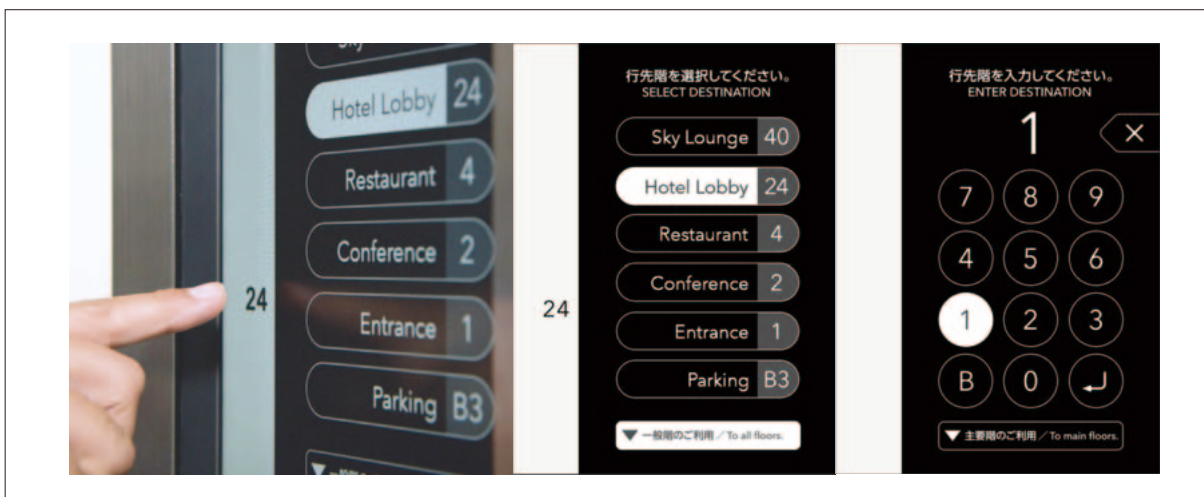 Sky
Hotel Lobby 24
Restaurant 4
Conference 2
24
Entrance 1
Parking B3
行先階を選択してください。
SELECT DESTINATION
Sky Lounge 40
Hotel Lobby 24
Restaurant 4
Conference 2
24
Entrance 1
Parking B3
▼ 一般階のご利用／To all floors.
行先階を入力してください。
ENTER DESTINATION
1 ×
7 8 9
4 5 6
1 2 3
B 0 ↵
▼ 主要階のご利用／To main floors.